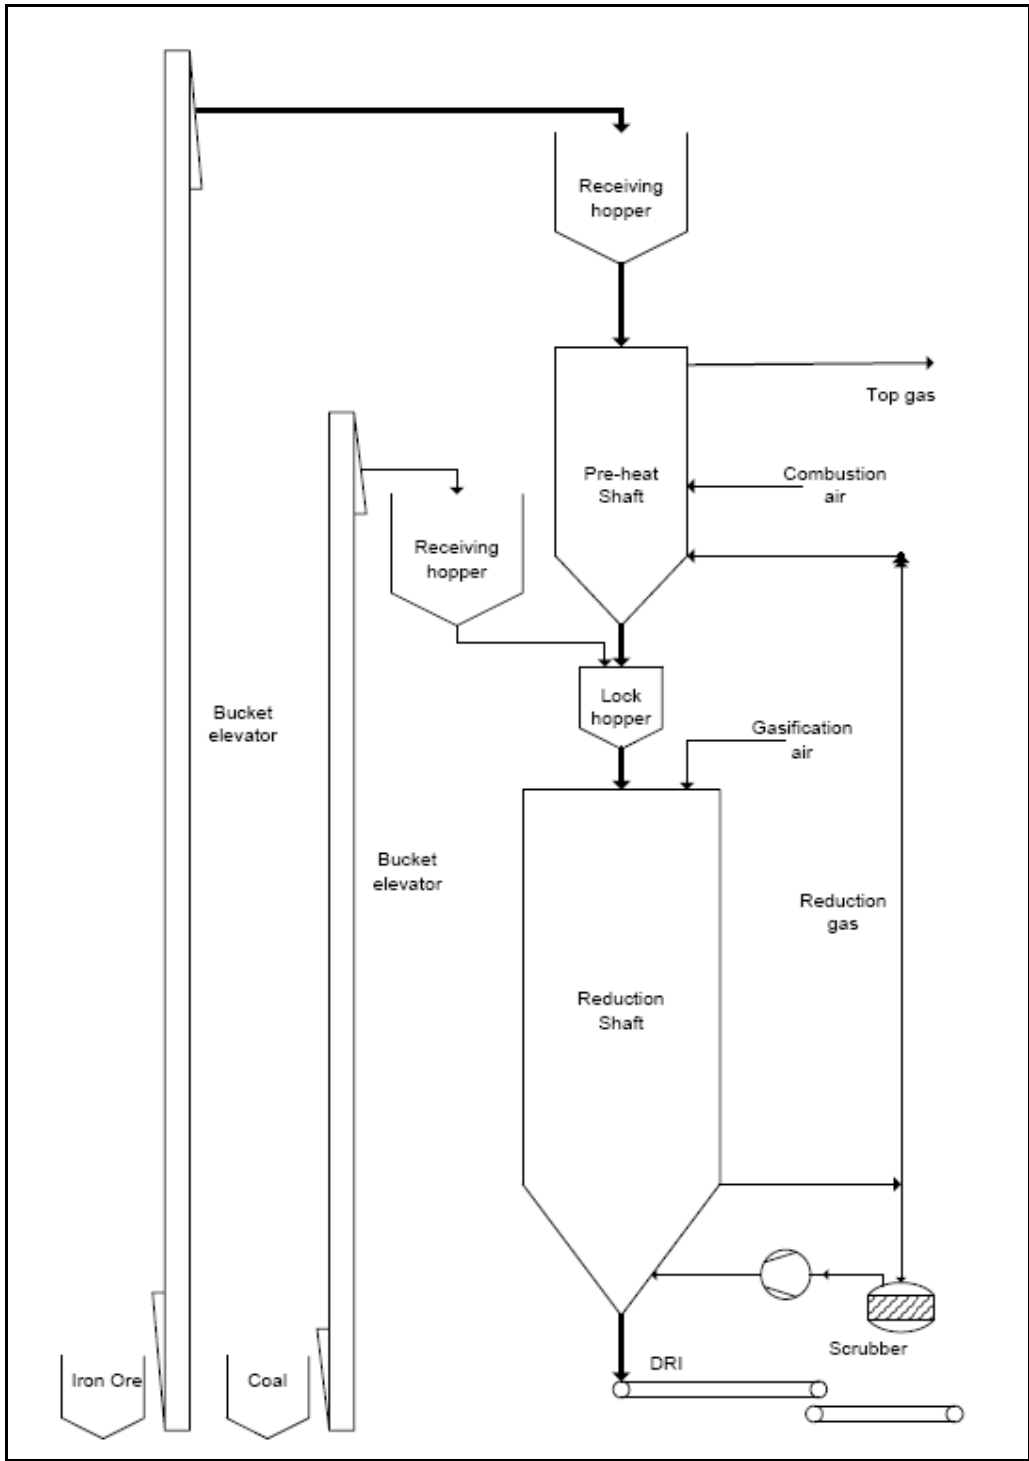 Receiving
hopper
Top gas
Pre-heat
Shaft
Combustion
air
Receiving
hopper
Lock
hopper
Bucket
elevator
Gasification
air
Bucket
elevator
Reduction
gas
Reduction
Shaft
Scrubber
DRI
Iron Ore
Coal